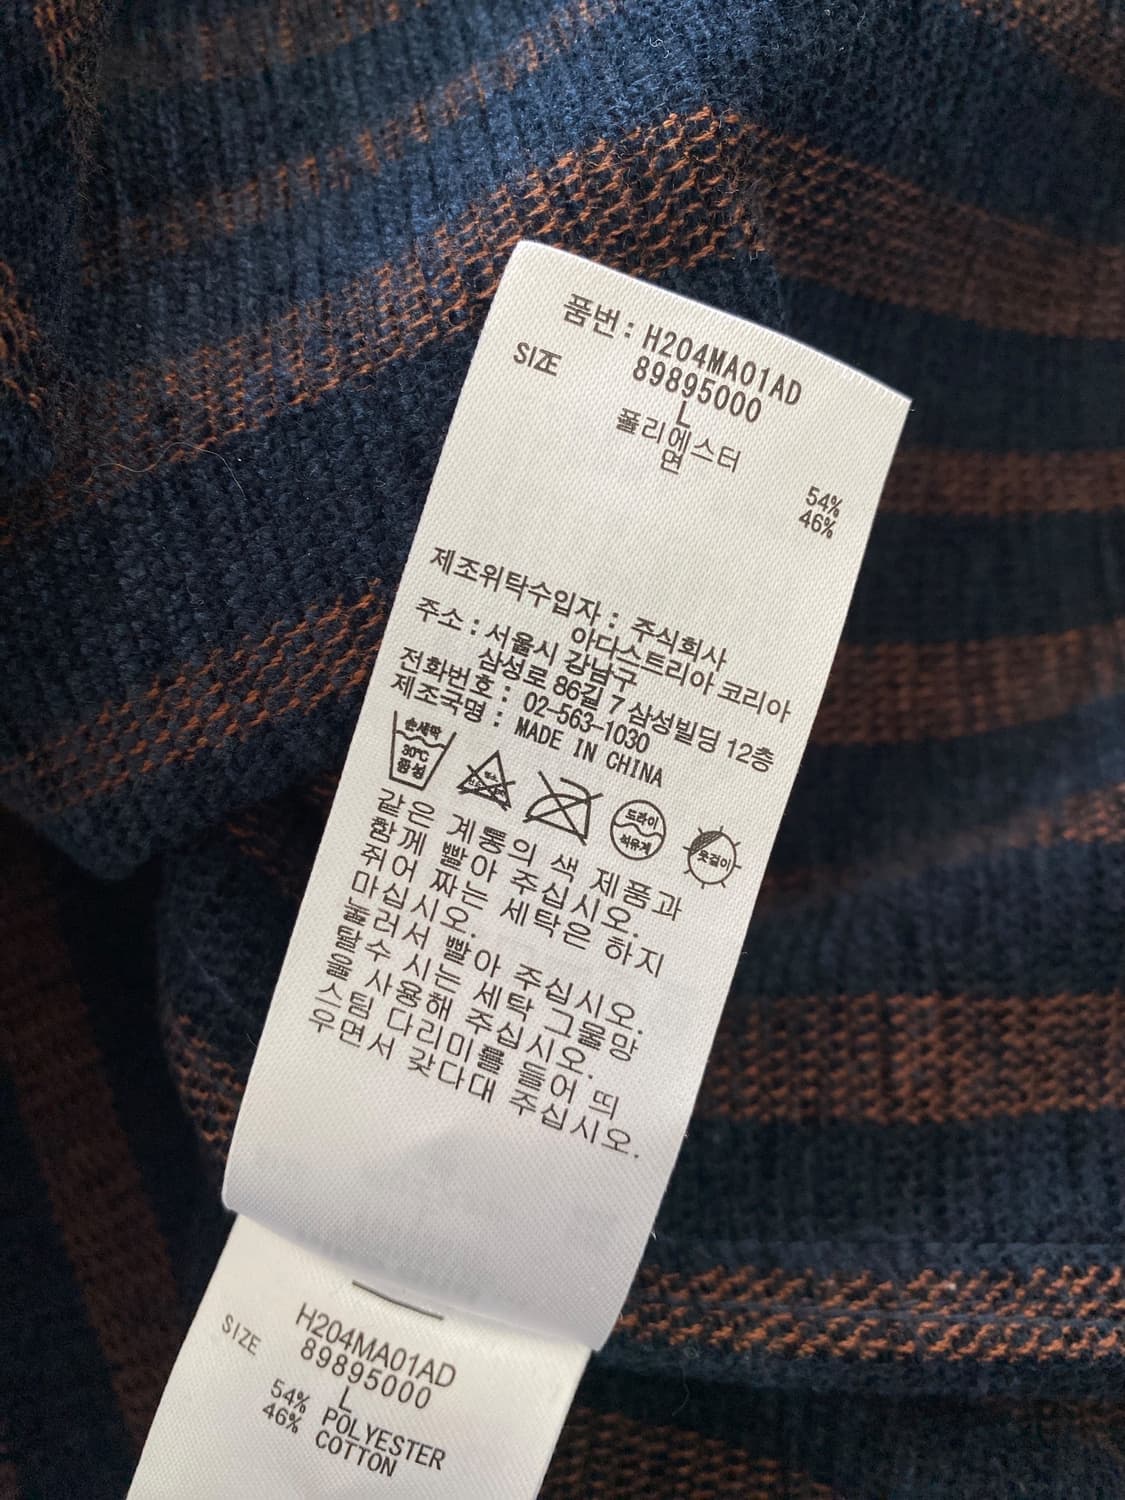 품번 : H204MA01AD
89895000
SIZE L
폴리에스터 54%
면 46%
제조위탁수입자 : 주식회사
아다스트리아 코리아
주소 : 서울시 강남구
삼성로 86길 7 삼성빌딩 12층
전화번호 : 02-563-1030
제조국명 : MADE IN CHINA
손세탁
30℃
중성
드라이
석유계
옷걸이
같은 계통의 색 제품과
함께 빨아 주십시오.
쥐어 짜는 세탁은 하지
마십시오.
눌러서 빨아 주십시오.
탈수 시는 세탁 그물망
을 사용해 주십시오.
스팀 다리미를 들어 띄
우면서 갖다대 주십시오.
H204MA01AD
89895000
SIZE L
54% POLYESTER
46% COTTON